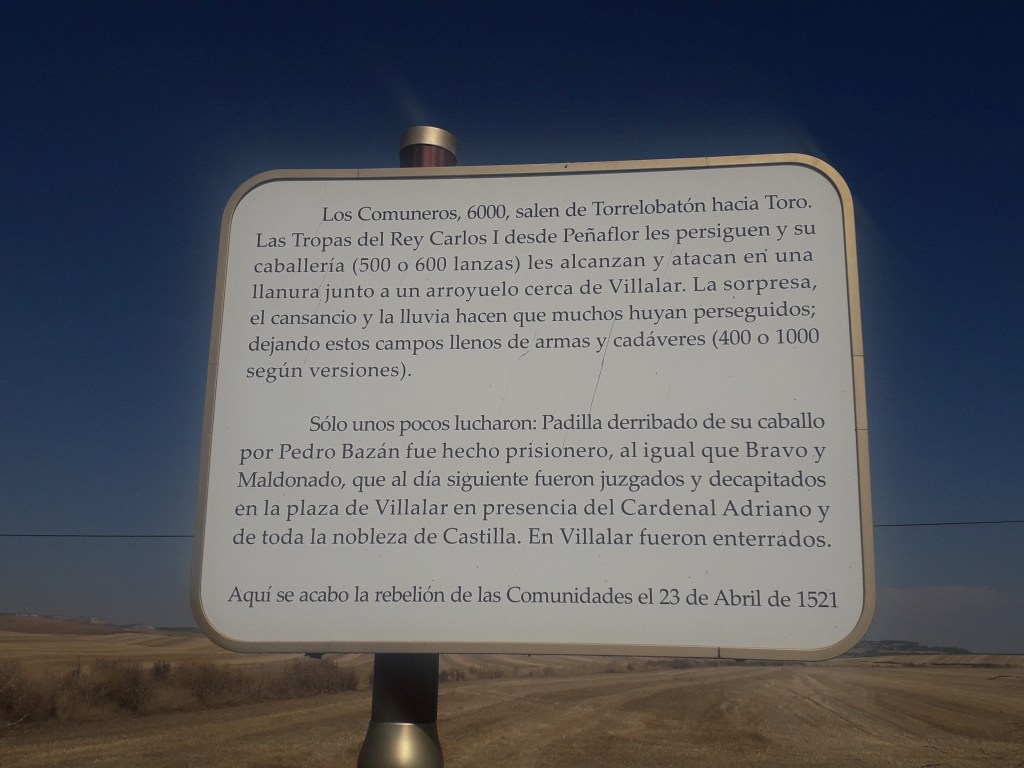 Los Comuneros, 6000, salen de Torrelobatón hacia Toro.
Las Tropas del Rey Carlos I desde Peñaflor les persiguen y su
caballería (500 o 600 lanzas) les alcanzan y atacan en una
llanura junto a un arroyuelo cerca de Villalar. La sorpresa,
el cansancio y la lluvia hacen que muchos huyan perseguidos;
dejando estos campos llenos de armas y cadáveres (400 o 1000
según versiones).
Sólo unos pocos lucharon: Padilla derribado de su caballo
por Pedro Bazán fue hecho prisionero, al igual que Bravo y
Maldonado, que al día siguiente fueron juzgados y decapitados
en la plaza de Villalar en presencia del Cardenal Adriano y
de toda la nobleza de Castilla. En Villalar fueron enterrados.
Aquí se acabo la rebelión de las Comunidades el 23 de Abril de 1521